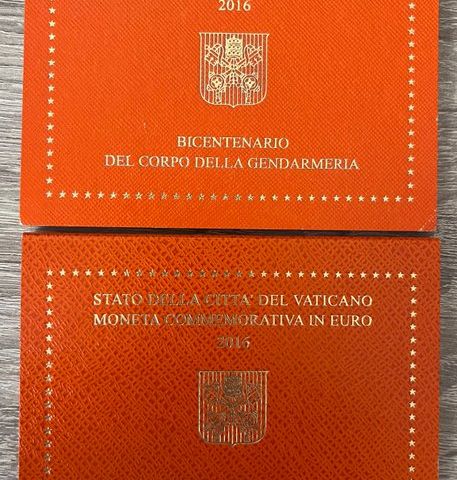 2016
BICENTENARIO
DEL CORPO DELLA GENDARMERIA
STATO DELLA CITTA' DEL VATICANO
MONETA COMMEMORATIVA IN EURO
2016